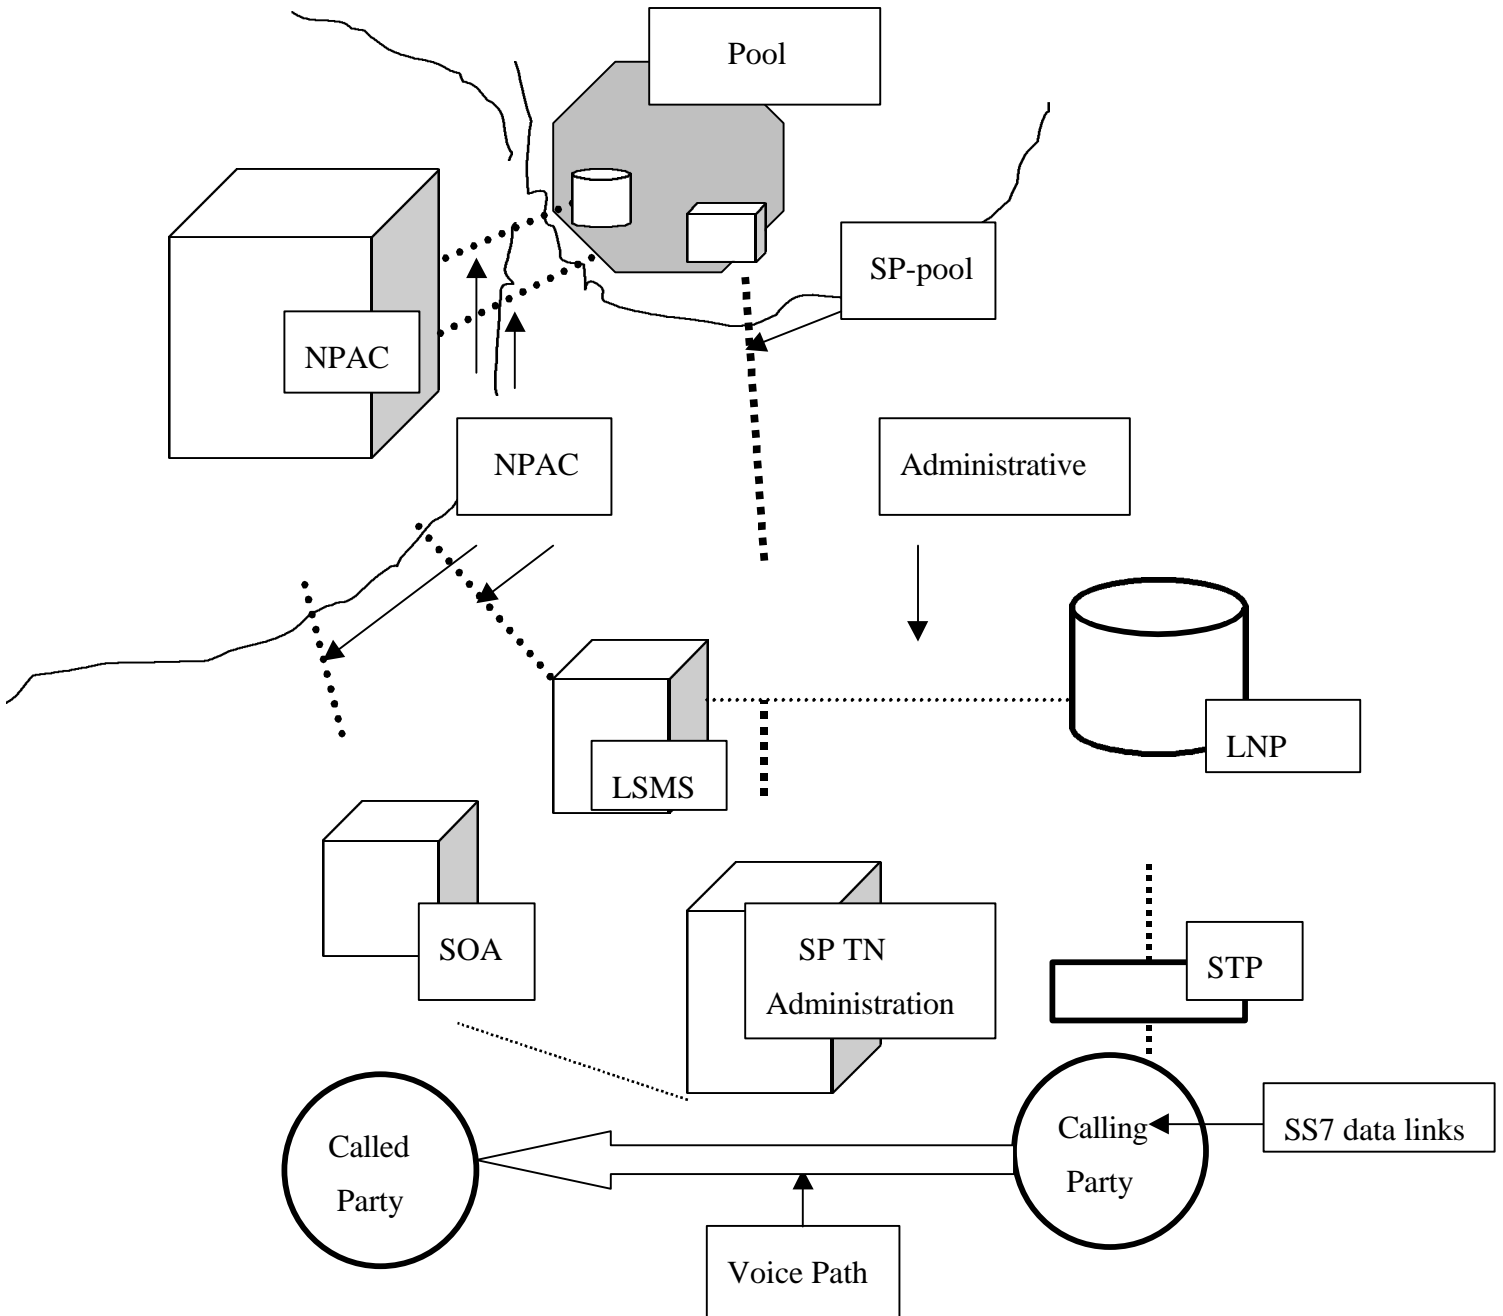 Pool
SP-pool
NPAC
NPAC
Administrative
LNP
LSMS
SOA
SP TN
Administration
STP
Called
Party
Calling
Party
SS7 data links
Voice Path